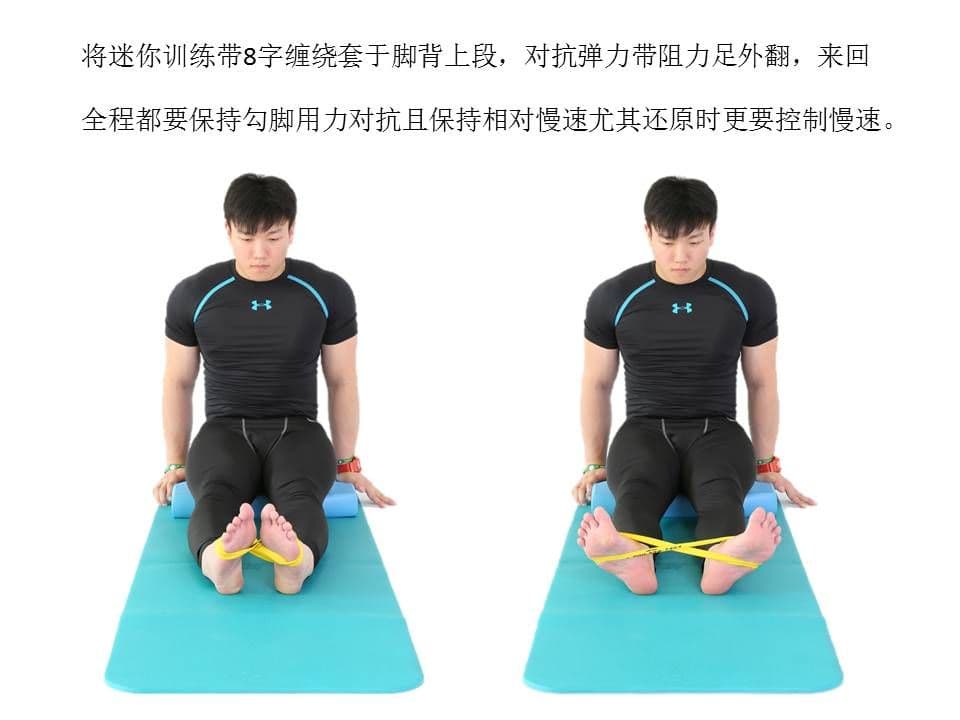 将迷你训练带8字缠绕套于脚背上段，对抗弹力带阻力足外翻，来回
全程都要保持勾脚用力对抗且保持相对慢速尤其还原时更要控制慢速。